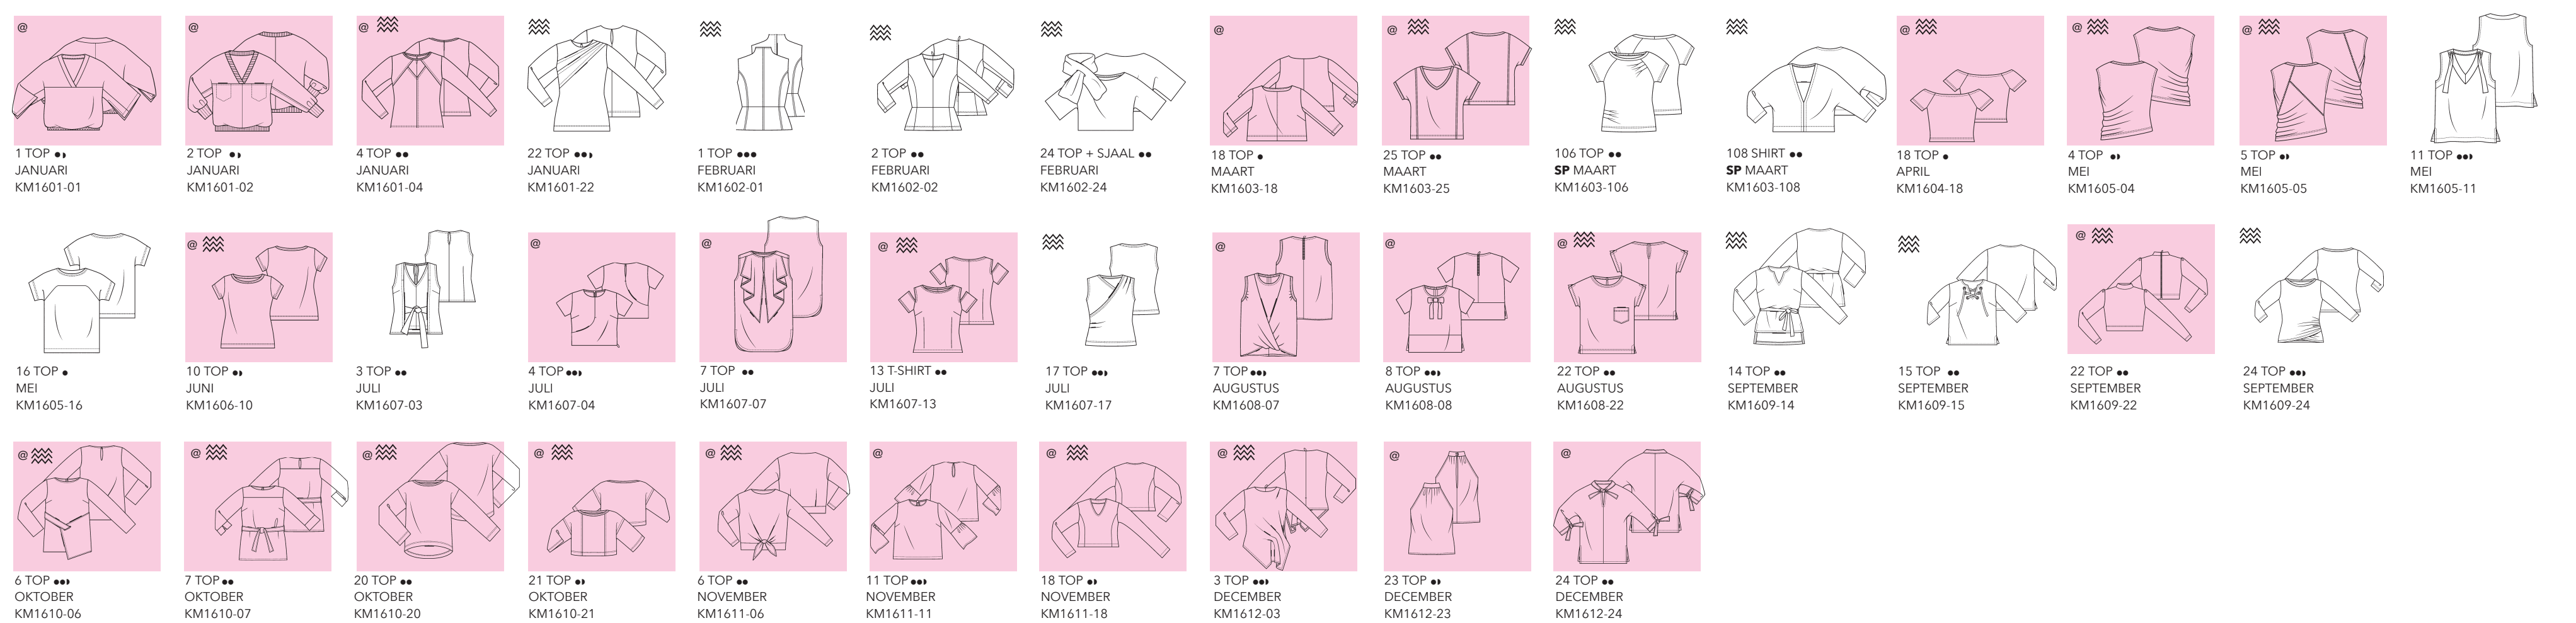 @
1 TOP
JANUARI
KM1601-01
@
2 TOP
JANUARI
KM1601-02
@
4 TOP
JANUARI
KM1601-04
22 TOP
JANUARI
KM1601-22
1 TOP
FEBRUARI
KM1602-01
2 TOP
FEBRUARI
KM1602-02
24 TOP + SJAAL
FEBRUARI
KM1602-24
@
18 TOP
MAART
KM1603-18
@
25 TOP
MAART
KM1603-25
106 TOP
SP MAART
KM1603-106
108 SHIRT
SP MAART
KM1603-108
@
18 TOP
APRIL
KM1604-18
@
4 TOP
MEI
KM1605-04
@
5 TOP
MEI
KM1605-05
11 TOP
MEI
KM1605-11
16 TOP
MEI
KM1605-16
@
10 TOP
JUNI
KM1606-10
3 TOP
JULI
KM1607-03
@
4 TOP
JULI
KM1607-04
@
7 TOP
JULI
KM1607-07
@
13 T-SHIRT
JULI
KM1607-13
17 TOP
JULI
KM1607-17
@
7 TOP
AUGUSTUS
KM1608-07
@
8 TOP
AUGUSTUS
KM1608-08
@
22 TOP
AUGUSTUS
KM1608-22
14 TOP
SEPTEMBER
KM1609-14
15 TOP
SEPTEMBER
KM1609-15
@
22 TOP
SEPTEMBER
KM1609-22
24 TOP
SEPTEMBER
KM1609-24
@
6 TOP
OKTOBER
KM1610-06
@
7 TOP
OKTOBER
KM1610-07
@
20 TOP
OKTOBER
KM1610-20
@
21 TOP
OKTOBER
KM1610-21
@
6 TOP
NOVEMBER
KM1611-06
@
11 TOP
NOVEMBER
KM1611-11
@
18 TOP
NOVEMBER
KM1611-18
@
3 TOP
DECEMBER
KM1612-03
@
23 TOP
DECEMBER
KM1612-23
@
24 TOP
DECEMBER
KM1612-24